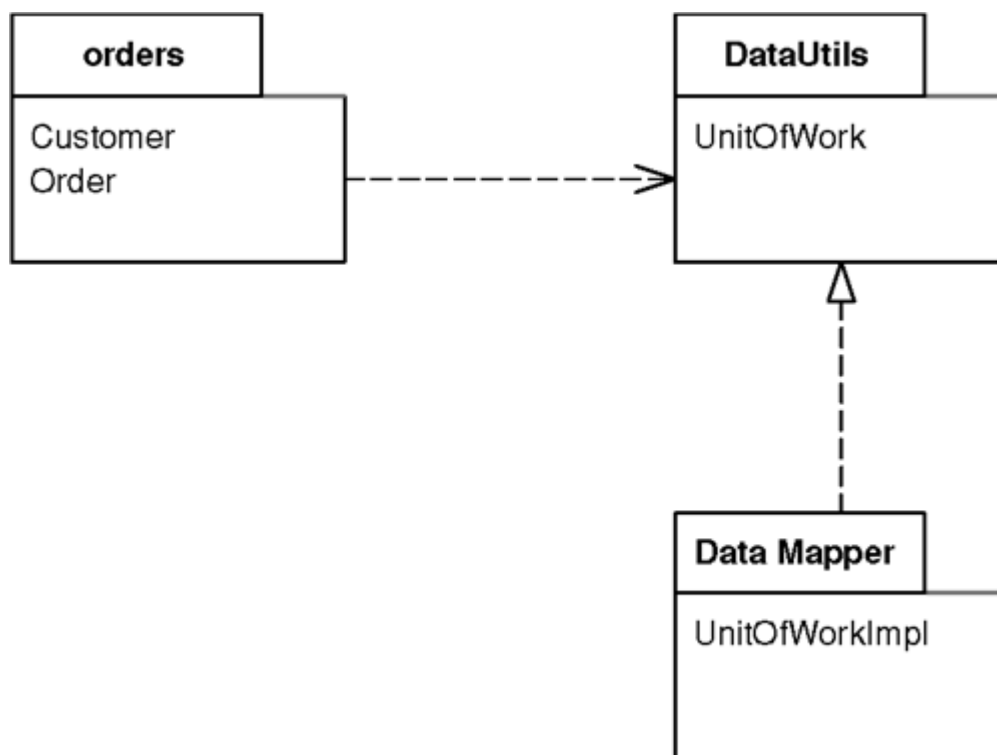 orders
Customer
Order
DataUtils
UnitOfWork
Data Mapper
UnitOfWorkImpl